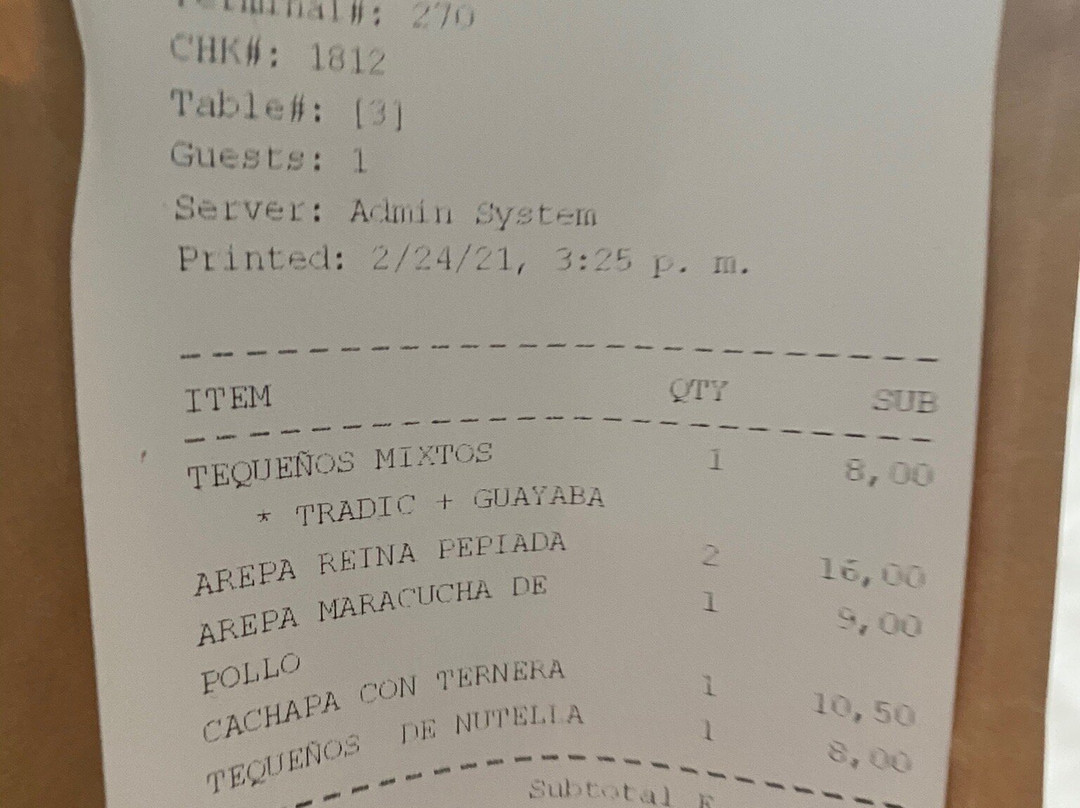 Terminal#: 270
CHK#: 1812
Table#: [3]
Guests: 1
Server: Admin System
Printed: 2/24/21, 3:25 p. m.
ITEM QTY SUB
TEQUEÑOS MIXTOS 1 8,00
* TRADIC + GUAYABA
AREPA REINA PEPIADA 2 16,00
AREPA MARACUCHA DE 1 9,00
POLLO
CACHAPA CON TERNERA 1 10,50
TEQUEÑOS DE NUTELLA 1 8,00
Subtotal